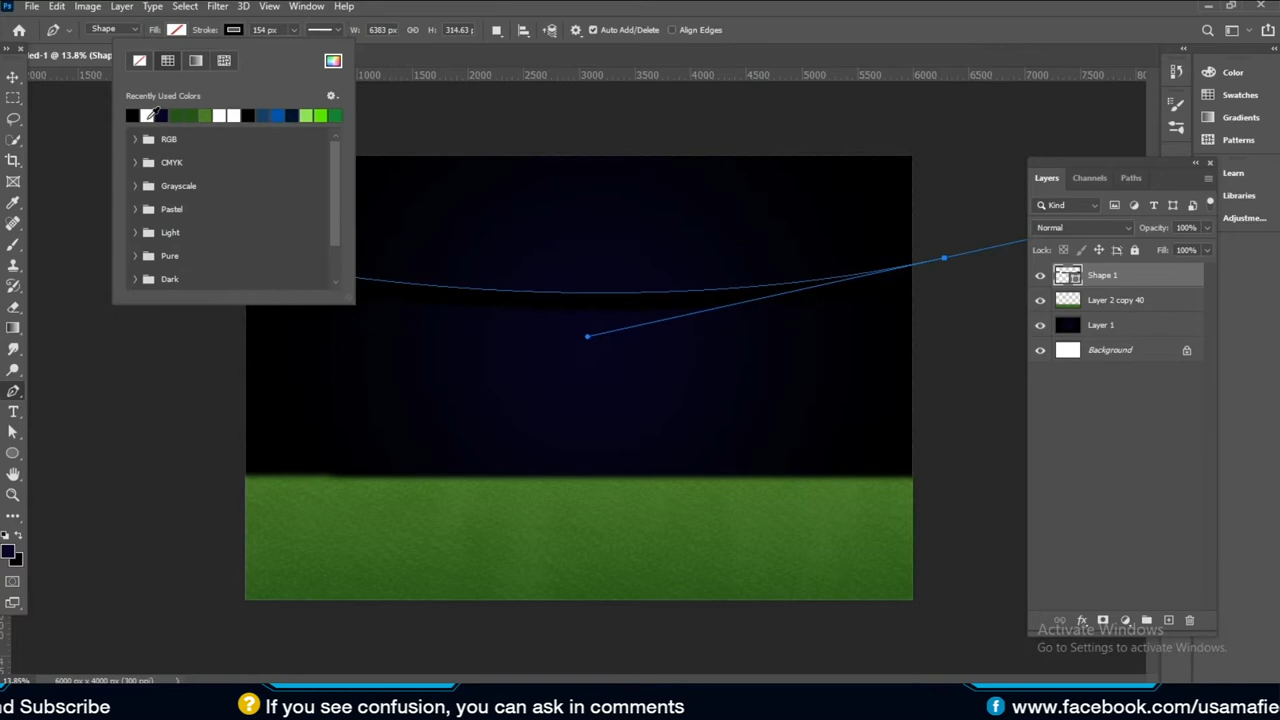 Ps File Edit Image Layer Type Select Filter 3D View Window Help
Shape Fill: Stroke: 154 px W: 6383 px H: 314.63 p Auto Add/Delete Align Edges
led-1 @ 13.8% (Shap
000 1500 1000 1500 2000 2500 3000 3500 4000 4500 5000 5500 6000 6500 7000 7500 80
Recently Used Colors
RGB
CMYK
Grayscale
Pastel
Light
Pure
Dark
Color
Swatches
Gradients
Patterns
Learn
Libraries
Adjustme...
Layers Channels Paths
Kind
Normal Opacity: 100%
Lock: Fill: 100%
Shape 1
Layer 2 copy 40
Layer 1
Background
fx
Activate Windows
Go to Settings to activate Windows.
13.85% 6000 px x 4000 px (300 ppi)
nd Subscribe ? If you see confusion, you can ask in comments f www.facebook.com/usamafie